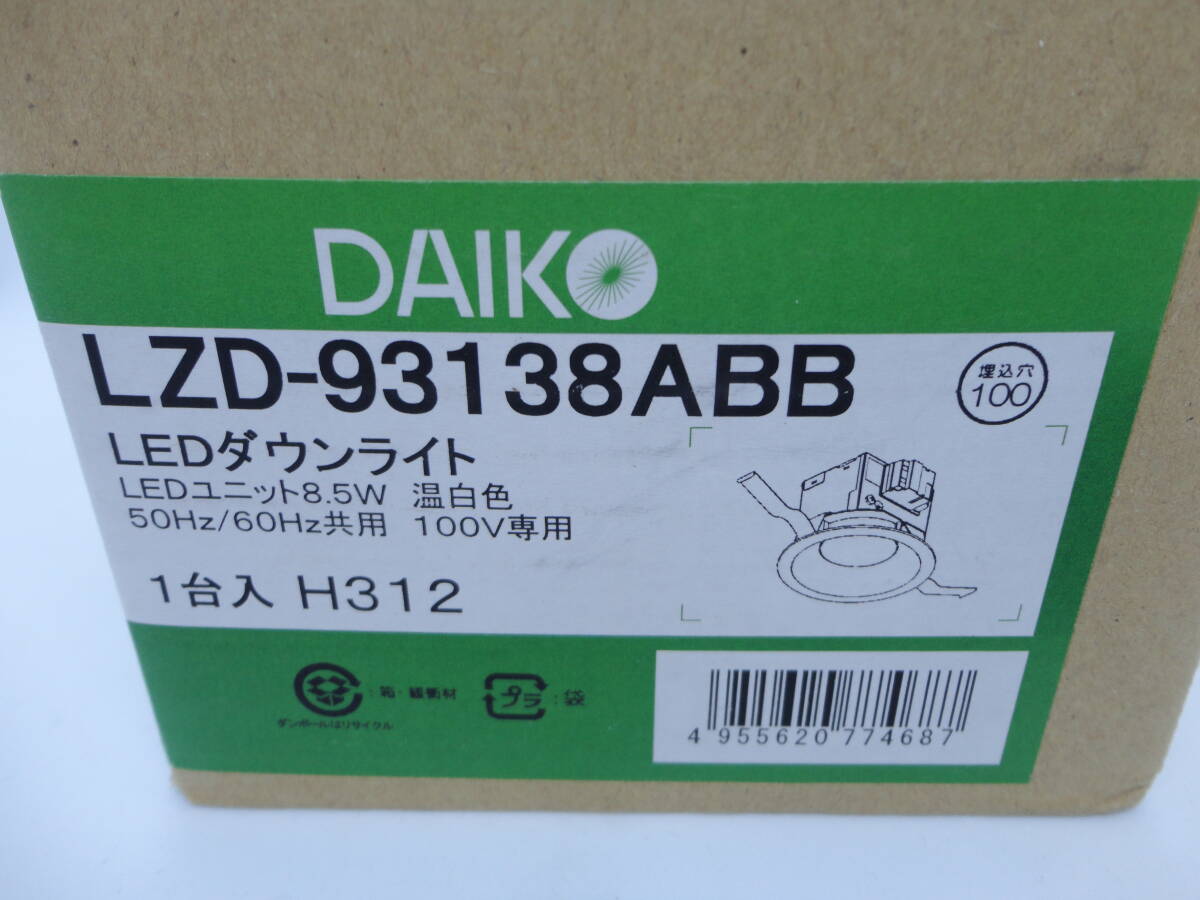 DAIKO
LZD-93138ABB
埋込穴
100
LEDダウンライト
LEDユニット8.5W 温白色
50Hz/60Hz共用 100V専用
1台入 H312
:箱・緩衝材
ダンボールはリサイクル
プラ:袋
4 955620 774687